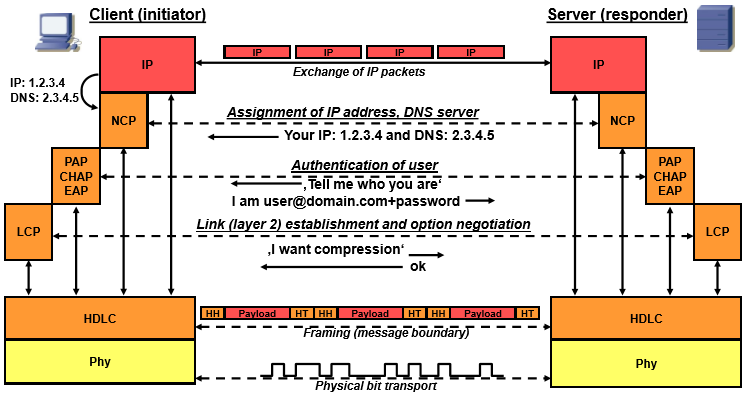 Client (initiator)
Server (responder)
IP
IP IP IP IP
IP
Exchange of IP packets
IP: 1.2.3.4
DNS: 2.3.4.5
NCP
Assignment of IP address, DNS server
NCP
Your IP: 1.2.3.4 and DNS: 2.3.4.5
PAP
CHAP
EAP
Authentication of user
‚Tell me who you are‘
I am user@domain.com+password
PAP
CHAP
EAP
LCP
Link (layer 2) establishment and option negotiation
LCP
‚I want compression‘
ok
HDLC
HH Payload HT HH Payload HT HH Payload HT
HDLC
Framing (message boundary)
Phy
Phy
Physical bit transport